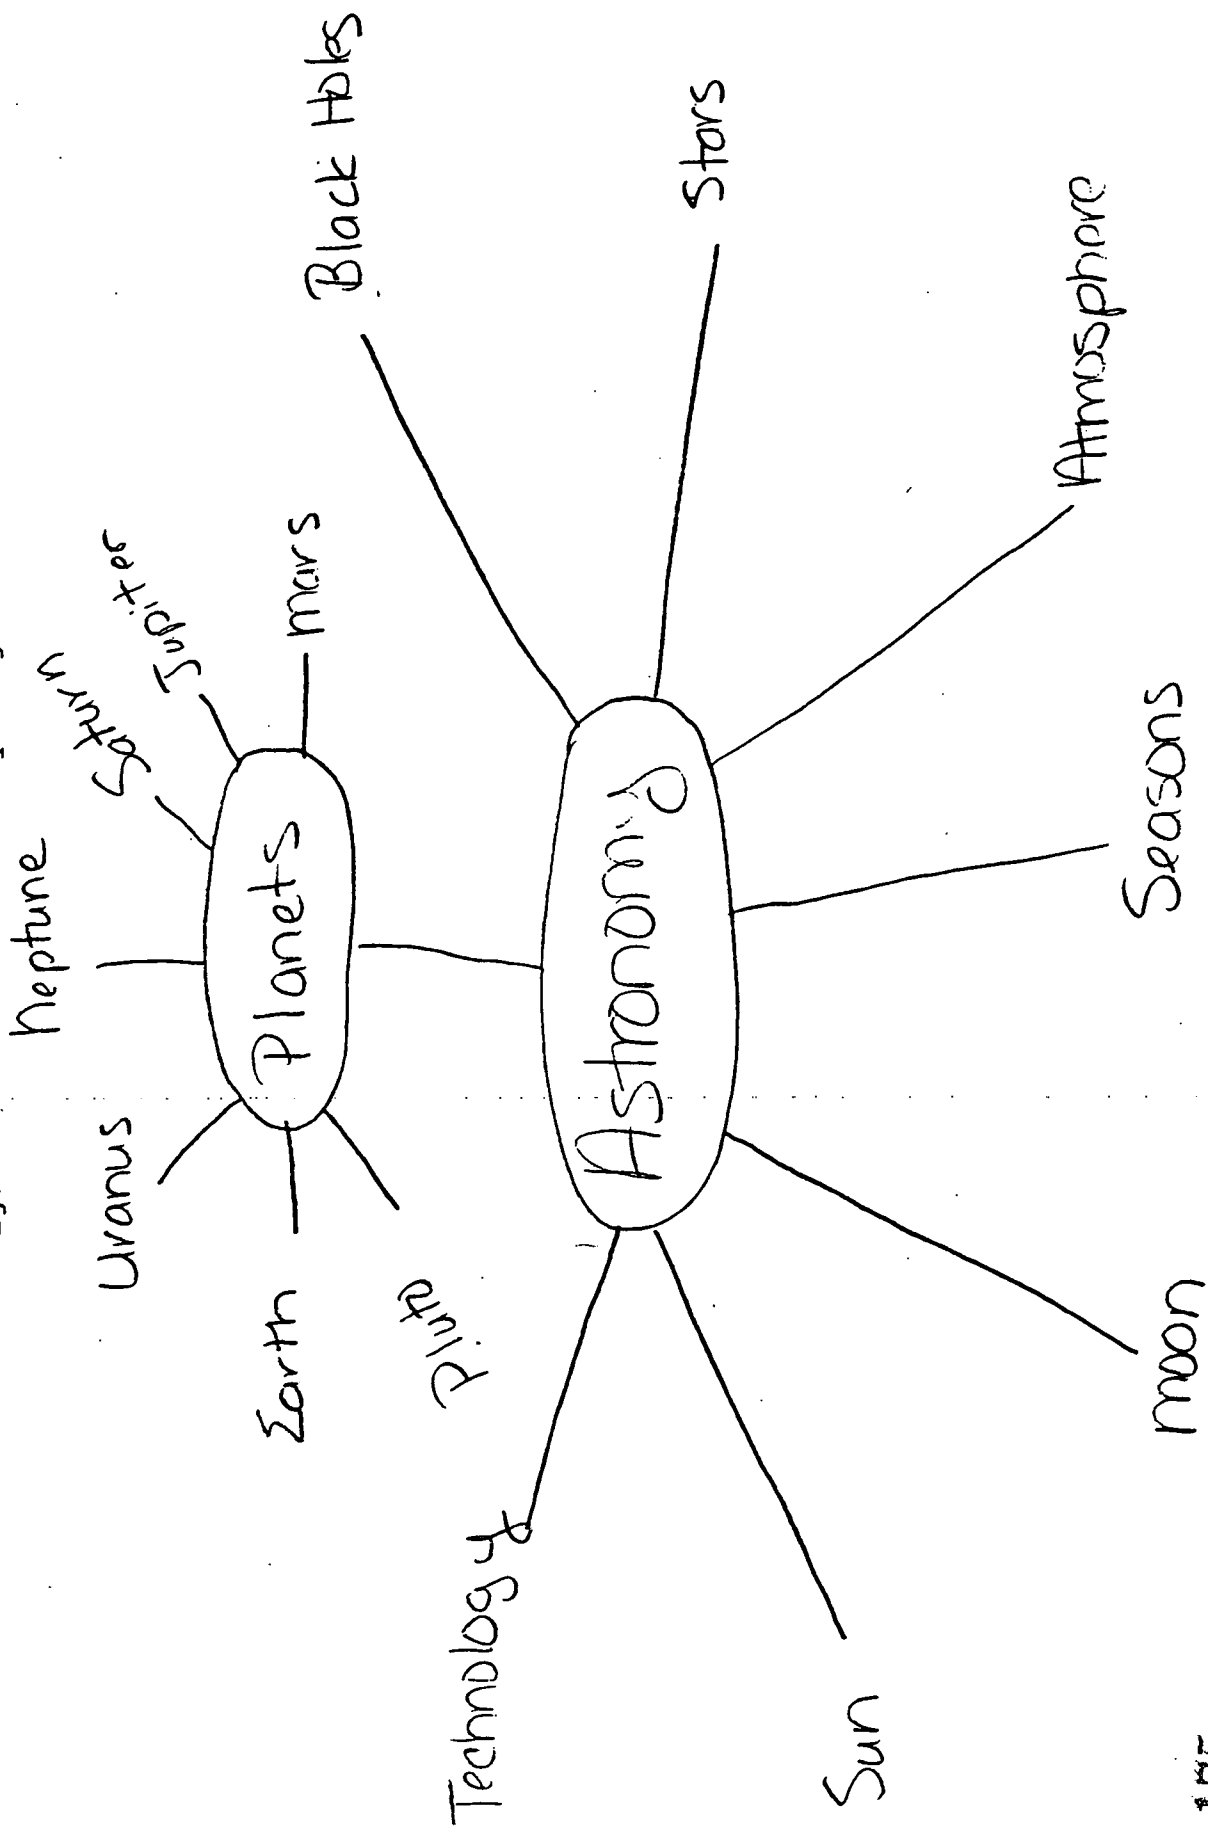 neptune
Saturn
Uranus
Jupiter
Planets
Earth
mars
Pluto
Black Holes
Technology
Astronomy
Stars
Sun
Atmosphere
moon
Seasons